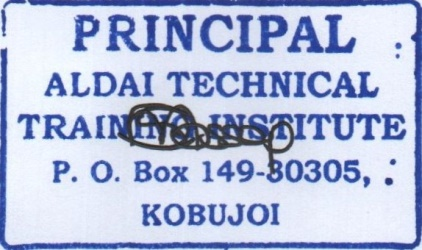 PRINCIPAL
ALDAI TECHNICAL
TRAINING INSTITUTE
P. O. Box 149-30305,
KOBUJOI